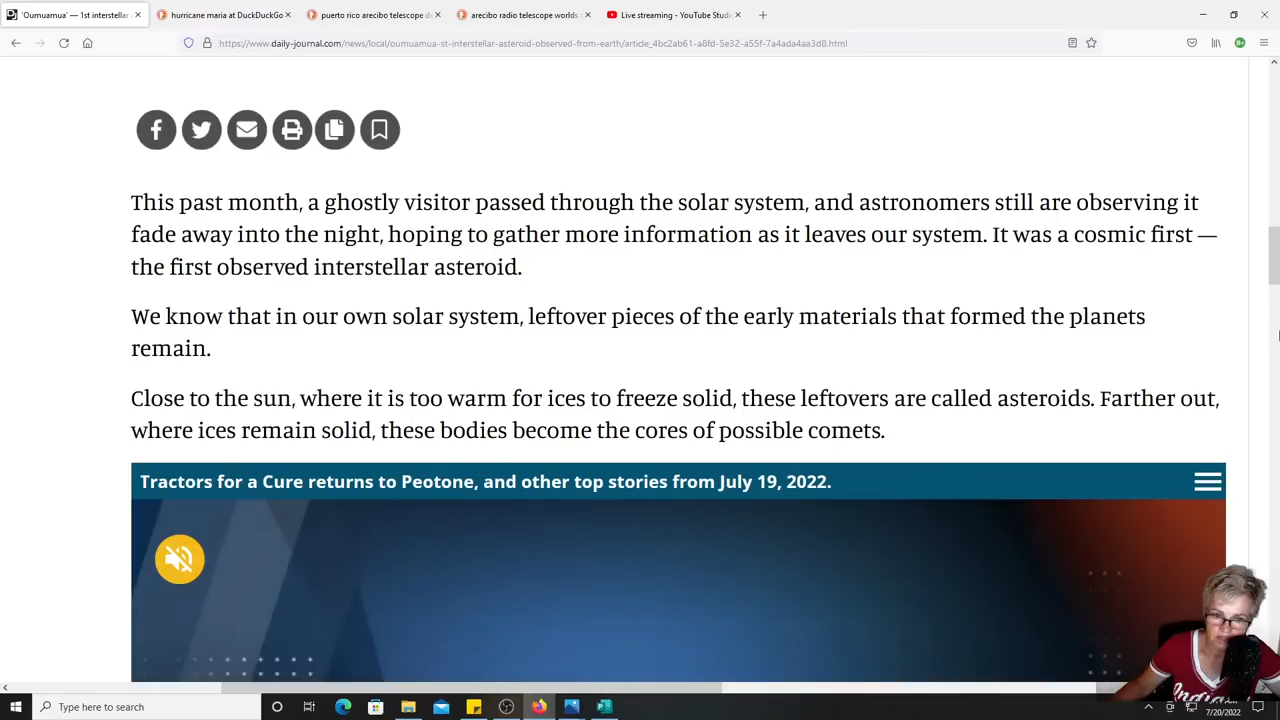 'Oumuamua' — 1st interstellar
hurricane maria at DuckDuckGo
puerto rico arecibo telescope de
arecibo radio telescope worlds
Live streaming - YouTube Studi
https://www.daily-journal.com/news/local/oumuamua-st-interstellar-asteroid-observed-from-earth/article_4bc2ab61-a8fd-5e32-a55f-7a4ada4aa3d8.html
This past month, a ghostly visitor passed through the solar system, and astronomers still are observing it
fade away into the night, hoping to gather more information as it leaves our system. It was a cosmic first —
the first observed interstellar asteroid.
We know that in our own solar system, leftover pieces of the early materials that formed the planets
remain.
Close to the sun, where it is too warm for ices to freeze solid, these leftovers are called asteroids. Farther out,
where ices remain solid, these bodies become the cores of possible comets.
Tractors for a Cure returns to Peotone, and other top stories from July 19, 2022.
Indiana
Type here to search
7/20/2022